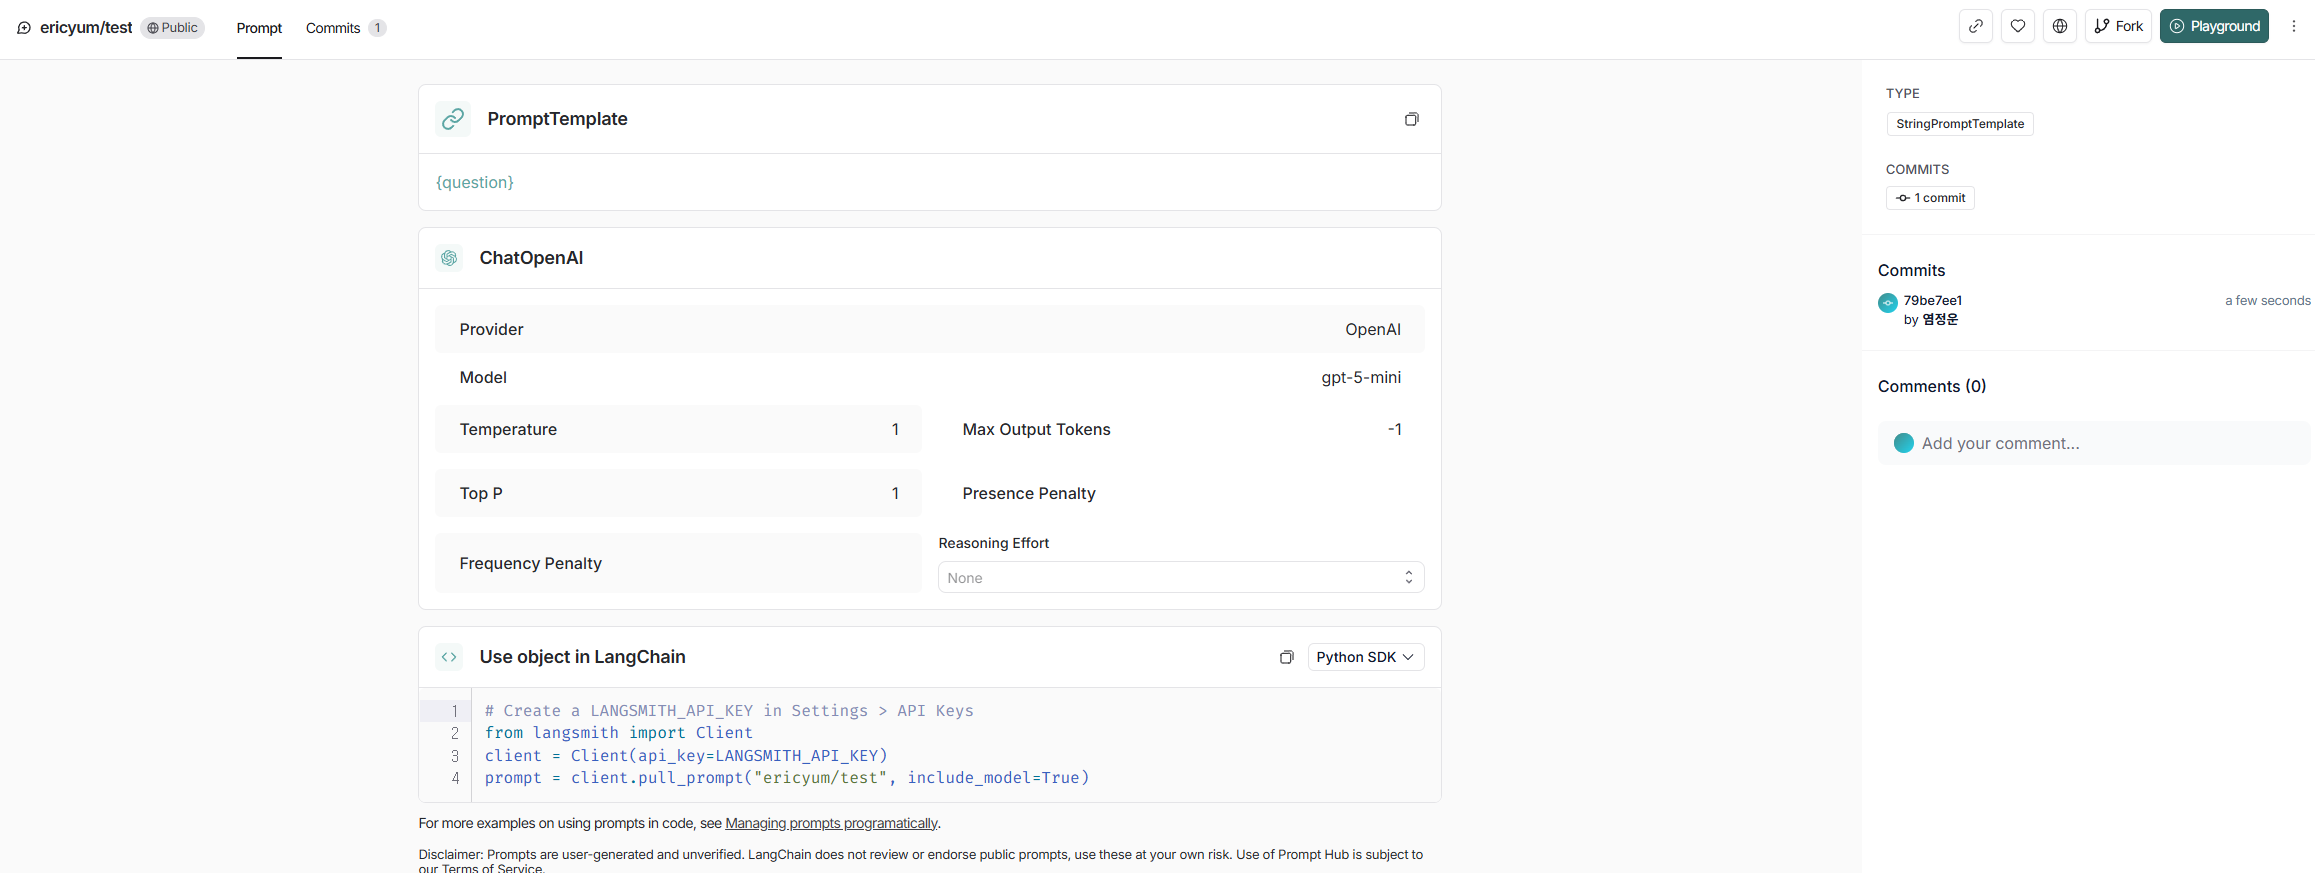 ericyum/test Public Prompt Commits 1 Fork Playground
PromptTemplate
{question}
ChatOpenAI
Provider OpenAI
Model gpt-5-mini
Temperature 1 Max Output Tokens -1
Top P 1 Presence Penalty
Frequency Penalty
Reasoning Effort
None
Use object in LangChain Python SDK
1 # Create a LANGSMITH_API_KEY in Settings > API Keys
2 from langsmith import Client
3 client = Client(api_key=LANGSMITH_API_KEY)
4 prompt = client.pull_prompt("ericyum/test", include_model=True)
For more examples on using prompts in code, see Managing prompts programatically.
Disclaimer: Prompts are user-generated and unverified. LangChain does not review or endorse public prompts, use these at your own risk. Use of Prompt Hub is subject to
our Terms of Service.
TYPE
StringPromptTemplate
COMMITS
1 commit
Commits
79be7ee1 a few seconds
by 염정운
Comments (0)
Add your comment...